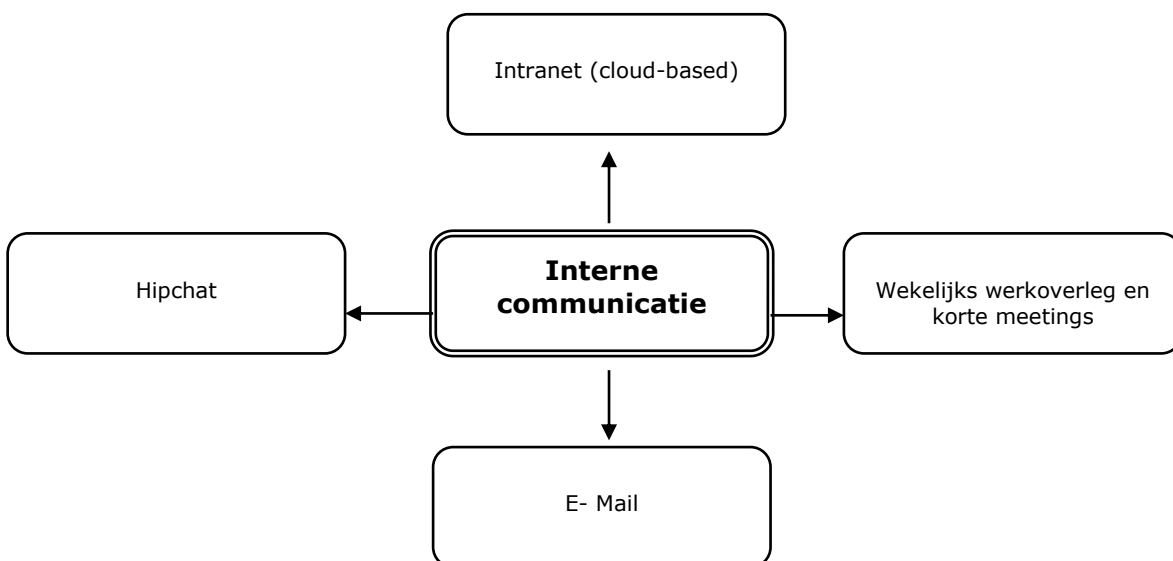 Intranet (cloud-based)
Hipchat
Interne
communicatie
Wekelijks werkoverleg en
korte meetings
E- Mail